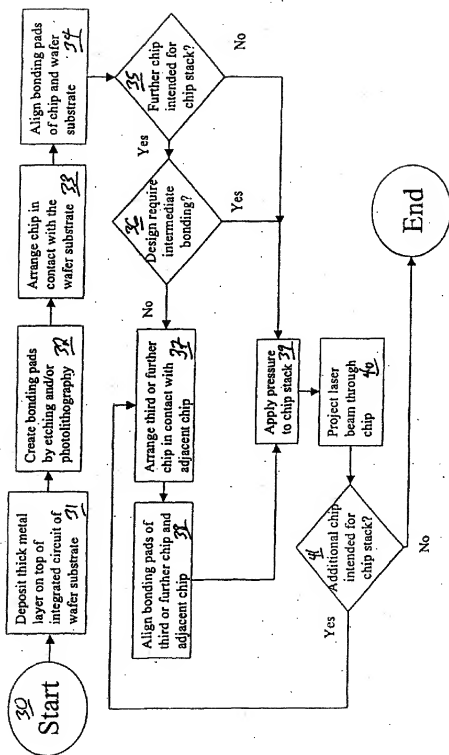 30
Start
Deposit thick metal
layer on top of
integrated circuit of
wafer substrate 31
Create bonding pads
by etching and/or
photolithography 32
Arrange chip in
contact with the
wafer substrate 33
Align bonding pads
of chip and wafer
substrate 34
35
Further chip
intended for
chip stack?
No
Yes
36
Design require
intermediate
bonding?
Yes
No
Arrange third or further
chip in contact with
adjacent chip 37
Align bonding pads of
third or further chip and
adjacent chip 38
Apply pressure
to chip stack 39
Project laser
beam through
chip 40
41
Additional chip
intended for
chip stack?
Yes
No
End